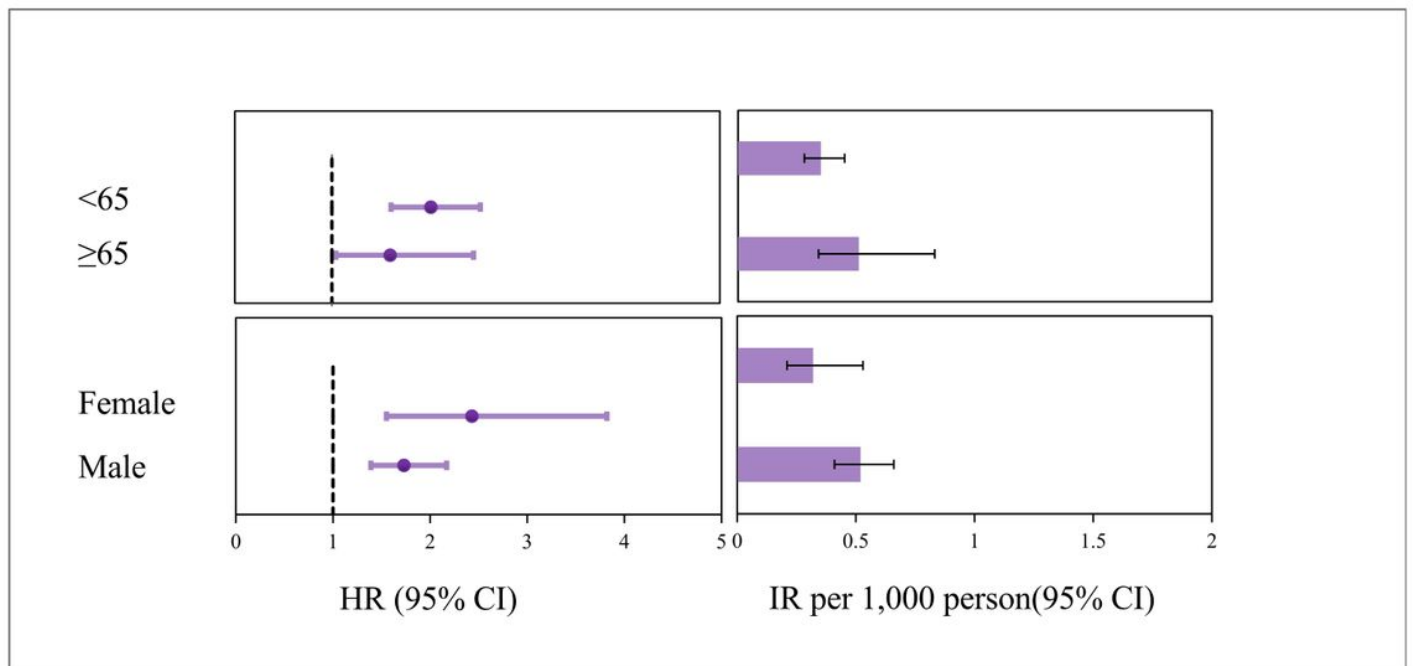 <65
≥65
Female
Male
0 1 2 3 4 5 0 0.5 1 1.5 2
HR (95% CI) IR per 1,000 person(95% CI)